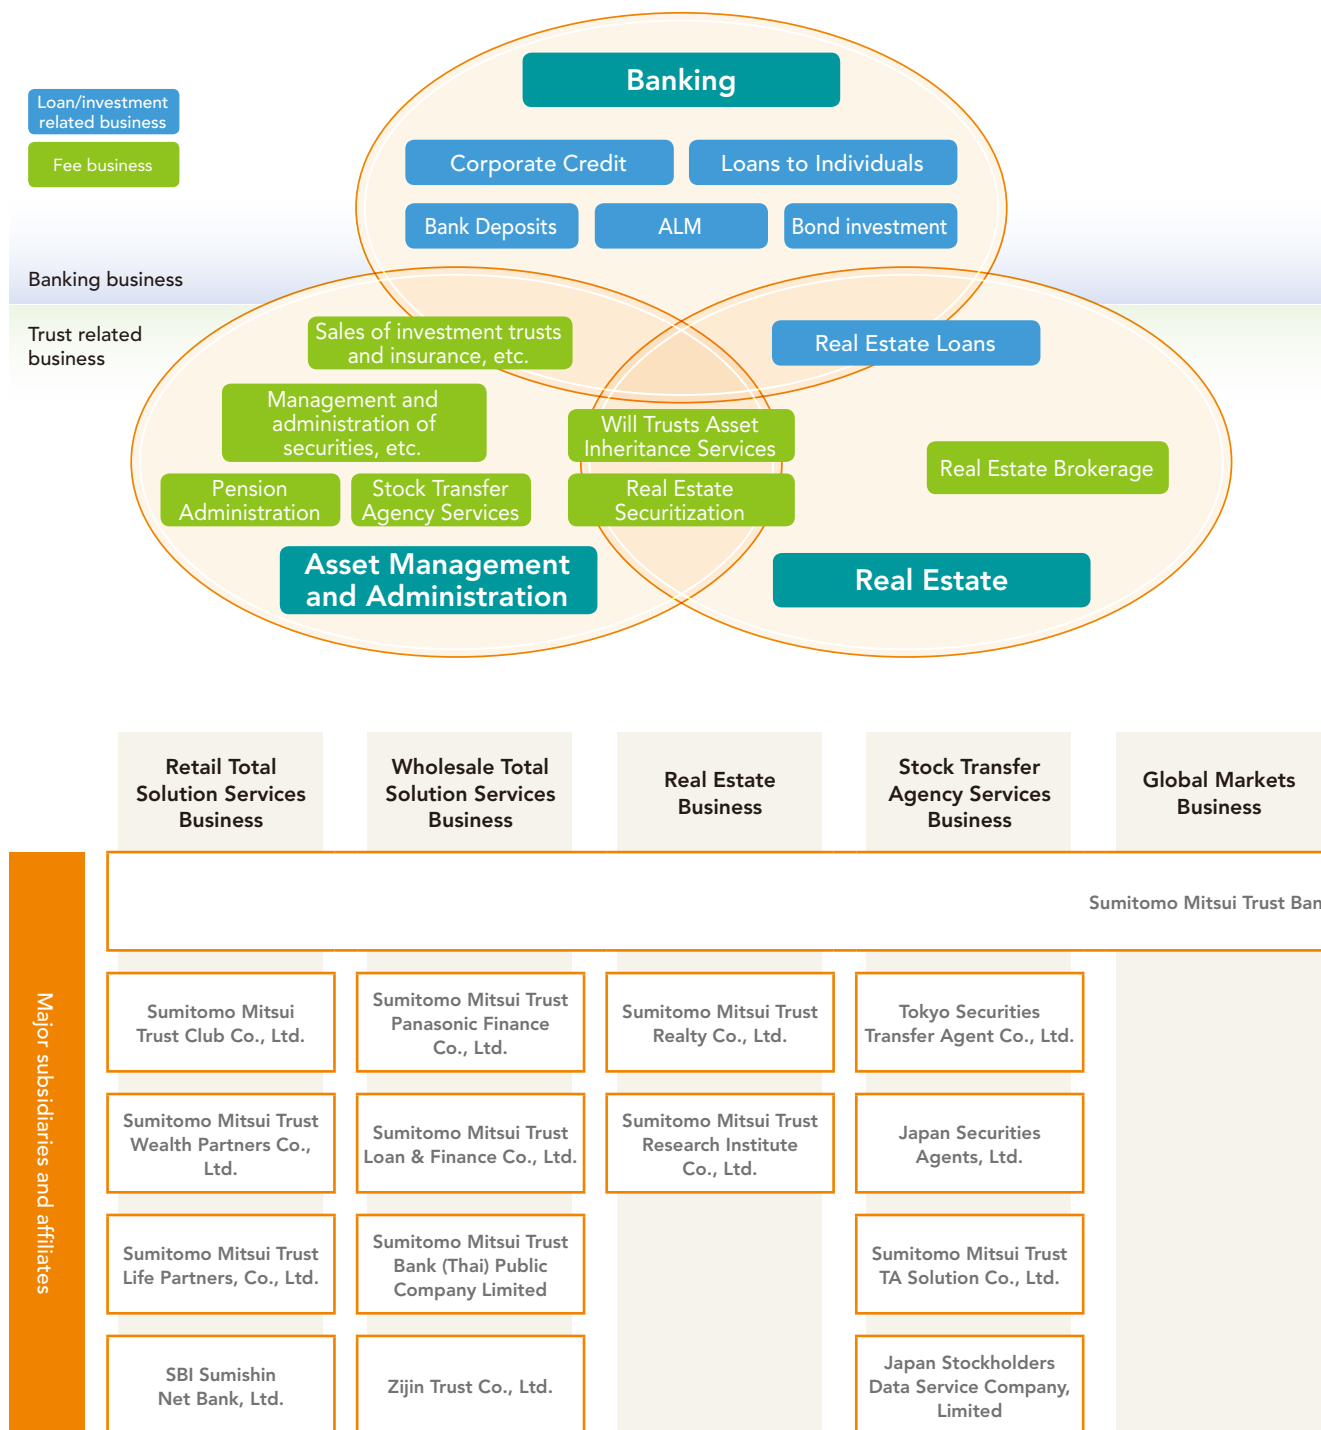 Banking
Loan/investment
related business
Fee business
Corporate Credit
Loans to Individuals
Bank Deposits
ALM
Bond investment
Banking business
Trust related
business
Sales of investment trusts
and insurance, etc.
Real Estate Loans
Management and
administration of
securities, etc.
Will Trusts Asset
Inheritance Services
Real Estate Brokerage
Pension
Administration
Stock Transfer
Agency Services
Real Estate
Securitization
Asset Management
and Administration
Real Estate
Retail Total
Solution Services
Business
Wholesale Total
Solution Services
Business
Real Estate
Business
Stock Transfer
Agency Services
Business
Global Markets
Business
Major subsidiaries and affiliates
Sumitomo Mitsui Trust Ban
Sumitomo Mitsui
Trust Club Co., Ltd.
Sumitomo Mitsui Trust
Panasonic Finance
Co., Ltd.
Sumitomo Mitsui Trust
Realty Co., Ltd.
Tokyo Securities
Transfer Agent Co., Ltd.
Sumitomo Mitsui Trust
Wealth Partners Co.,
Ltd.
Sumitomo Mitsui Trust
Loan & Finance Co., Ltd.
Sumitomo Mitsui Trust
Research Institute
Co., Ltd.
Japan Securities
Agents, Ltd.
Sumitomo Mitsui Trust
Life Partners, Co., Ltd.
Sumitomo Mitsui Trust
Bank (Thai) Public
Company Limited
Sumitomo Mitsui Trust
TA Solution Co., Ltd.
SBI Sumishin
Net Bank, Ltd.
Zijin Trust Co., Ltd.
Japan Stockholders
Data Service Company,
Limited